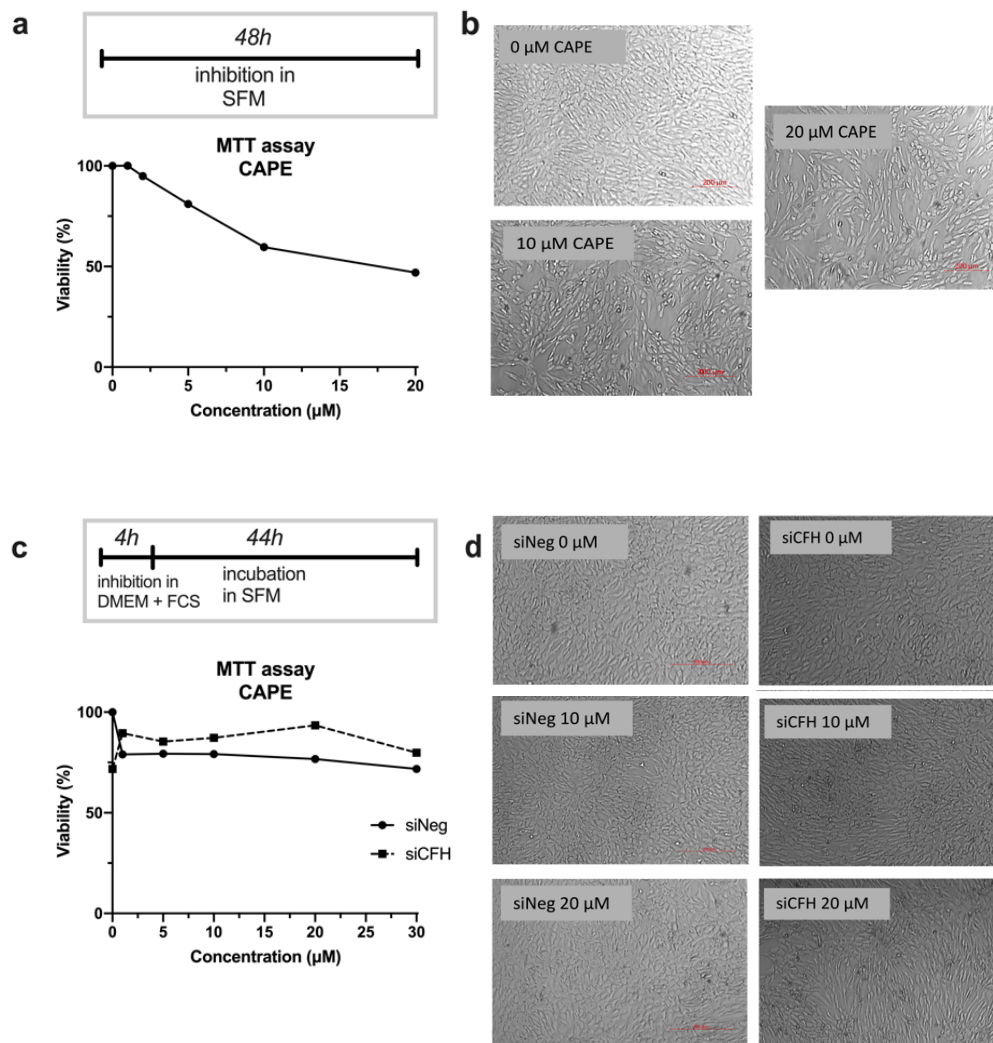 a
48h
inhibition in
SFM
MTT assay
CAPE
Viability (%)
100
50
0
0 5 10 15 20
Concentration (µM)
b
0 µM CAPE
200 µm
10 µM CAPE
20 µM CAPE
c
4h 44h
inhibition in
DMEM + FCS
incubation
in SFM
MTT assay
CAPE
Viability (%)
100
50
0
siNeg
siCFH
0 5 10 15 20 25 30
Concentration (µM)
d
siNeg 0 µM
siCFH 0 µM
siNeg 10 µM
siCFH 10 µM
siNeg 20 µM
siCFH 20 µM